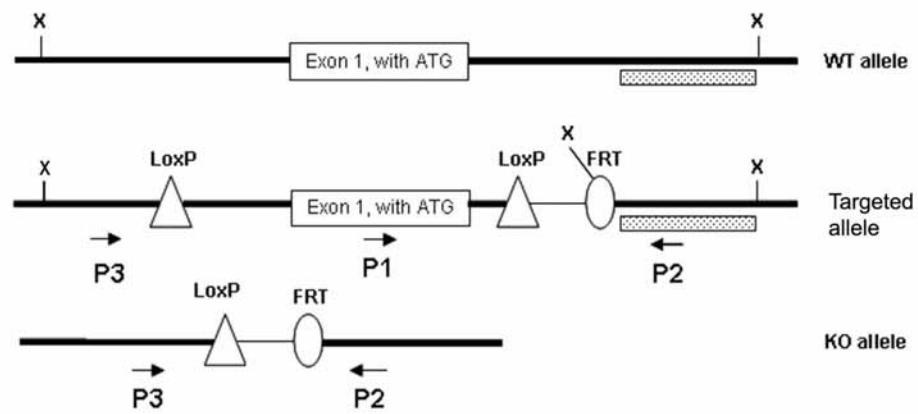 X X
Exon 1, with ATG WT allele
X
LoxP LoxP FRT
X X
Exon 1, with ATG Targeted
allele
P3 P1 P2
LoxP FRT
KO allele
P3 P2